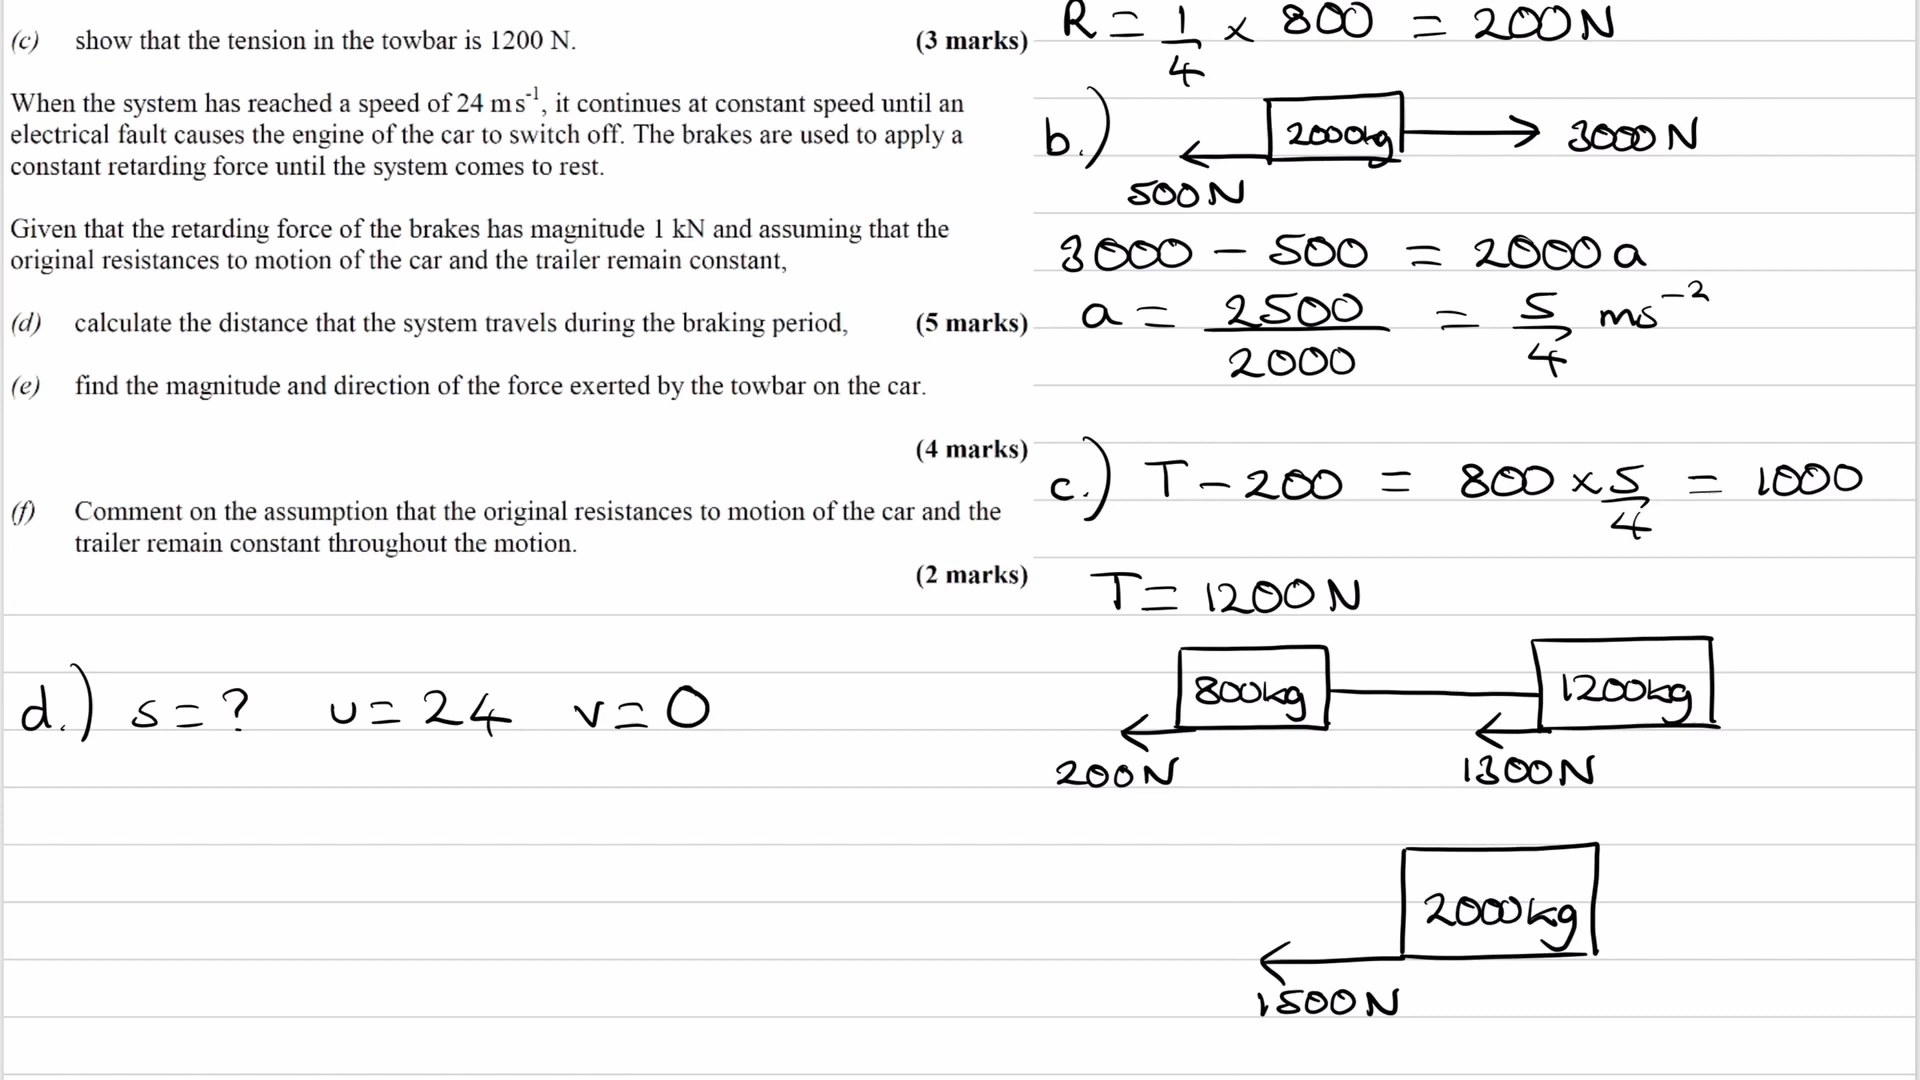 (c) show that the tension in the towbar is 1200 N. (3 marks)
When the system has reached a speed of 24 m s⁻¹, it continues at constant speed until an
electrical fault causes the engine of the car to switch off. The brakes are used to apply a
constant retarding force until the system comes to rest.
Given that the retarding force of the brakes has magnitude 1 kN and assuming that the
original resistances to motion of the car and the trailer remain constant,
(d) calculate the distance that the system travels during the braking period, (5 marks)
(e) find the magnitude and direction of the force exerted by the towbar on the car.
(4 marks)
(f) Comment on the assumption that the original resistances to motion of the car and the
trailer remain constant throughout the motion.
(2 marks)
R = 1/4 × 800 = 200N
b.) 2000kg 3000N
500N
3000 - 500 = 2000a
a = 2500/2000 = 5/4 ms⁻²
c.) T - 200 = 800 × 5/4 = 1000
T = 1200N
d.) s = ? u = 24 v = 0
800kg 1200kg
200N 1300N
2000kg
1500N